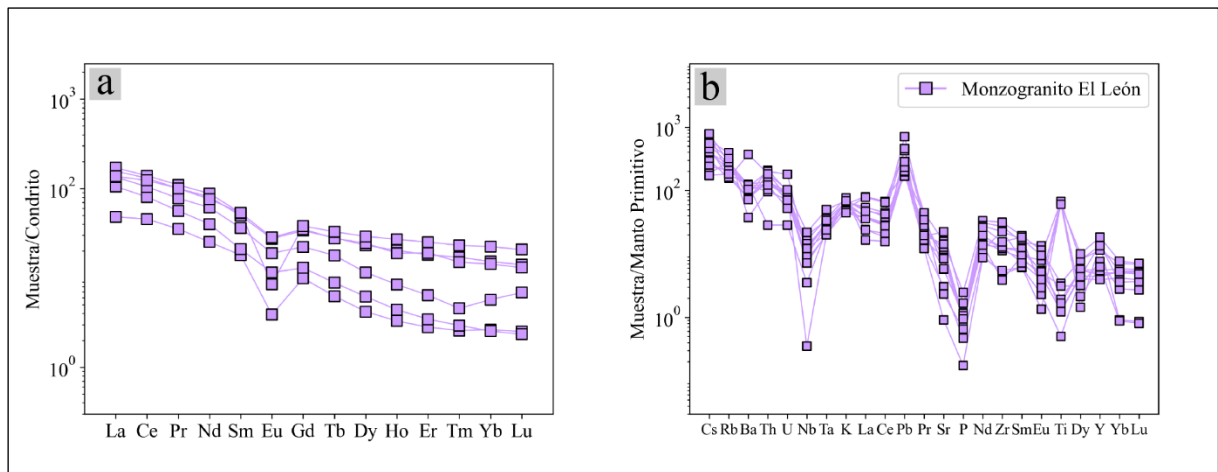 a
10³
10²
10⁰
Muestra/Condrito
La Ce Pr Nd Sm Eu Gd Tb Dy Ho Er Tm Yb Lu
b
Monzogranito El León
10³
10²
10⁰
Muestra/Manto Primitivo
Cs Rb Ba Th U Nb Ta K La Ce Pb Pr Sr P Nd Zr Sm Eu Ti Dy Y Yb Lu